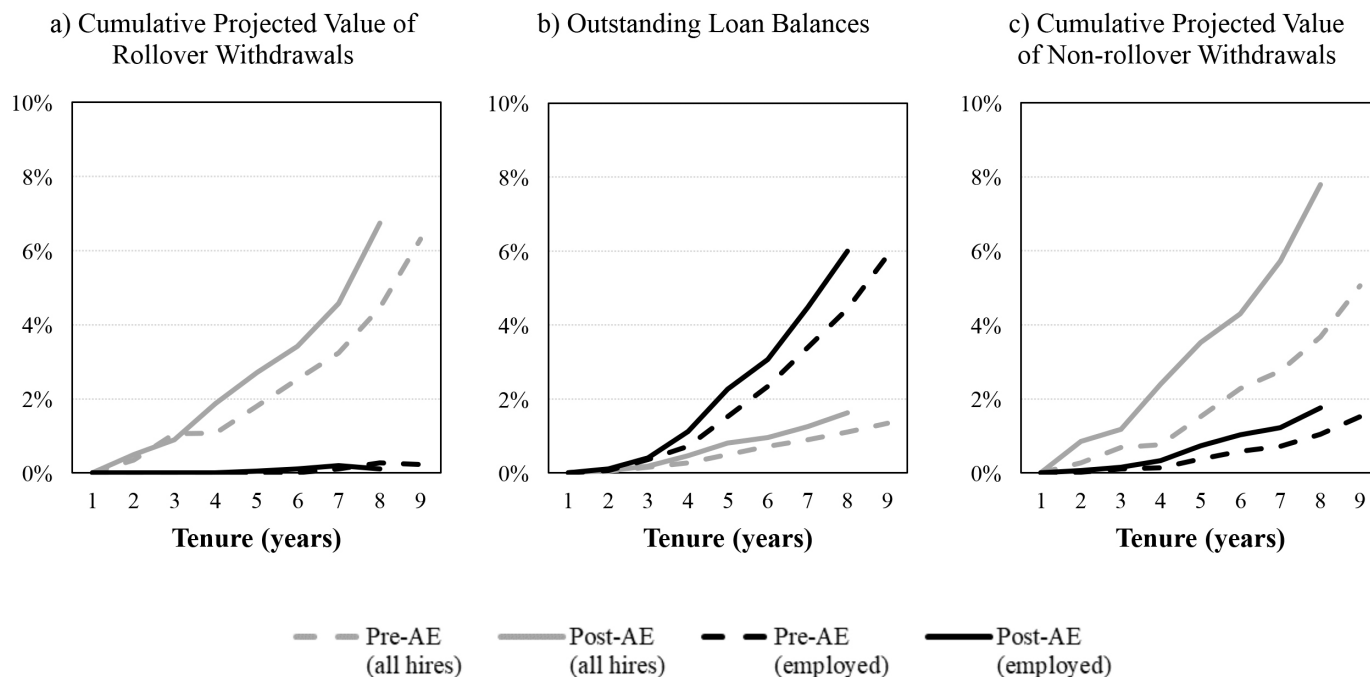 a) Cumulative Projected Value of
Rollover Withdrawals
10%
8%
6%
4%
2%
0%
1 2 3 4 5 6 7 8 9
Tenure (years)
b) Outstanding Loan Balances
10%
8%
6%
4%
2%
0%
1 2 3 4 5 6 7 8 9
Tenure (years)
c) Cumulative Projected Value
of Non-rollover Withdrawals
10%
8%
6%
4%
2%
0%
1 2 3 4 5 6 7 8 9
Tenure (years)
Pre-AE
(all hires)
Post-AE
(all hires)
Pre-AE
(employed)
Post-AE
(employed)